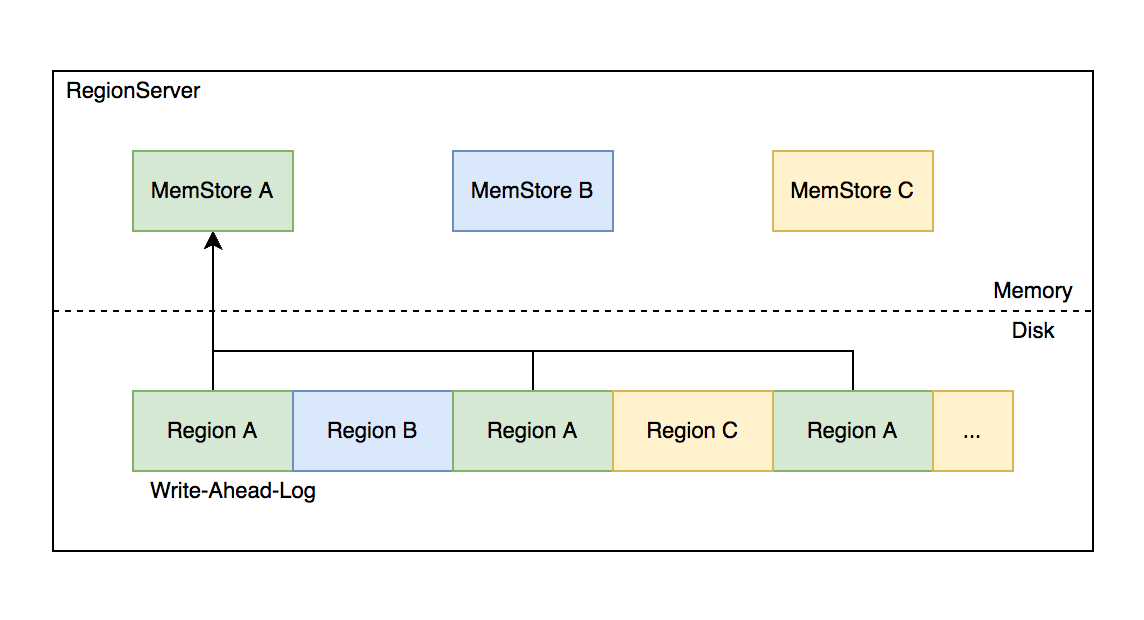 RegionServer
MemStore A
MemStore B
MemStore C
Memory
Disk
Region A
Region B
Region A
Region C
Region A
...
Write-Ahead-Log